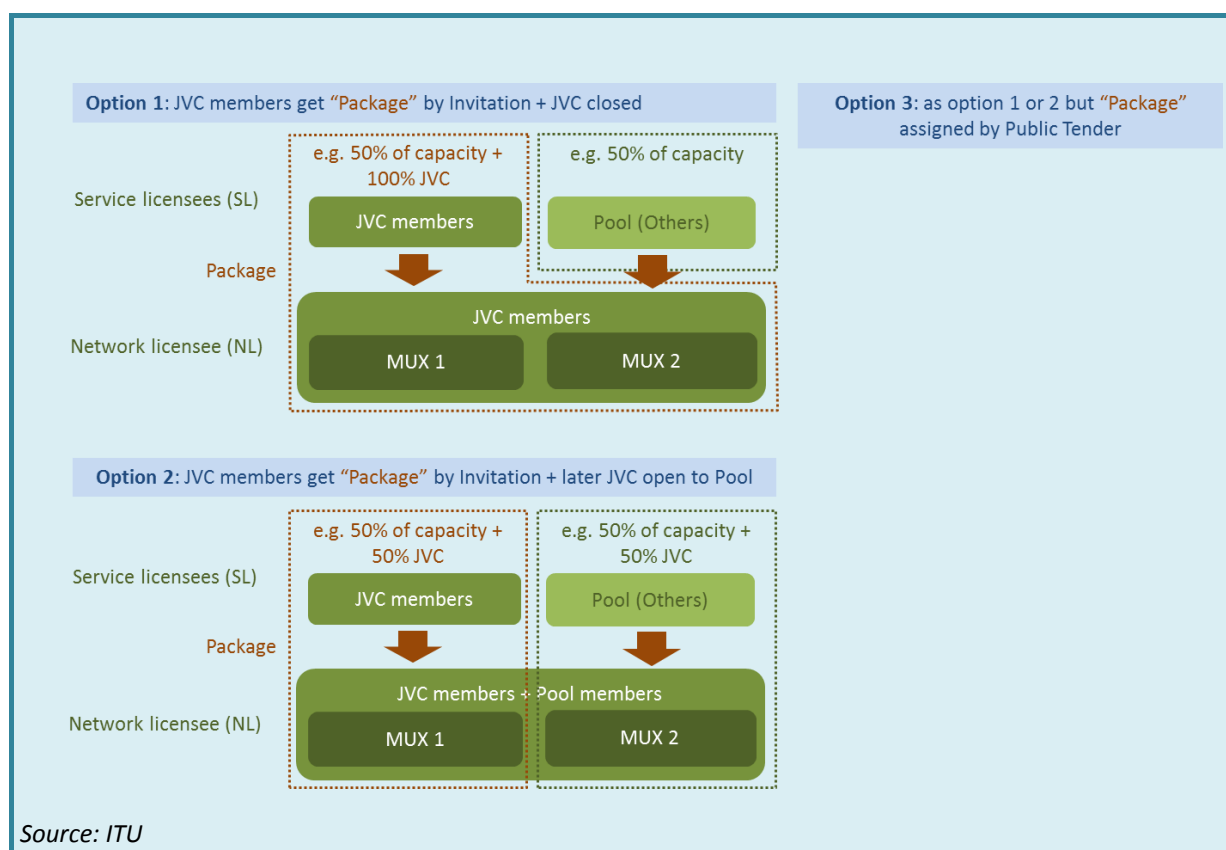 Option 1: JVC members get “Package” by Invitation + JVC closed
Option 3: as option 1 or 2 but “Package”
assigned by Public Tender
e.g. 50% of capacity +
100% JVC
e.g. 50% of capacity
Service licensees (SL)
JVC members
Pool (Others)
Package
JVC members
Network licensee (NL)
MUX 1
MUX 2
Option 2: JVC members get “Package” by Invitation + later JVC open to Pool
e.g. 50% of capacity +
50% JVC
e.g. 50% of capacity +
50% JVC
Service licensees (SL)
JVC members
Pool (Others)
Package
JVC members + Pool members
Network licensee (NL)
MUX 1
MUX 2
Source: ITU